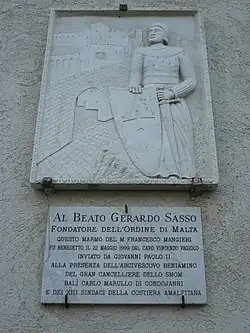 AL BEATO GERARDO SASSO
FONDATORE DELL'ORDINE DI MALTA
QUESTO MARMO DEL M. FRANCESCO MANGIERI
FU BENEDETTO IL 22 MAGGIO 1999 DAL CARD VINCENZO FAGIOLO
INVIATO DA GIOVANNI PAOLO II
ALLA PRESENZA DELL'ARCIVESCOVO BENIAMINO
DEL GRAN CANCELLIERE DELLO SMOM
BALÌ CARLO MARULLO DI CONDOJANNI
E DEI XIII SINDACI DELLA COSTIERA AMALFITANA